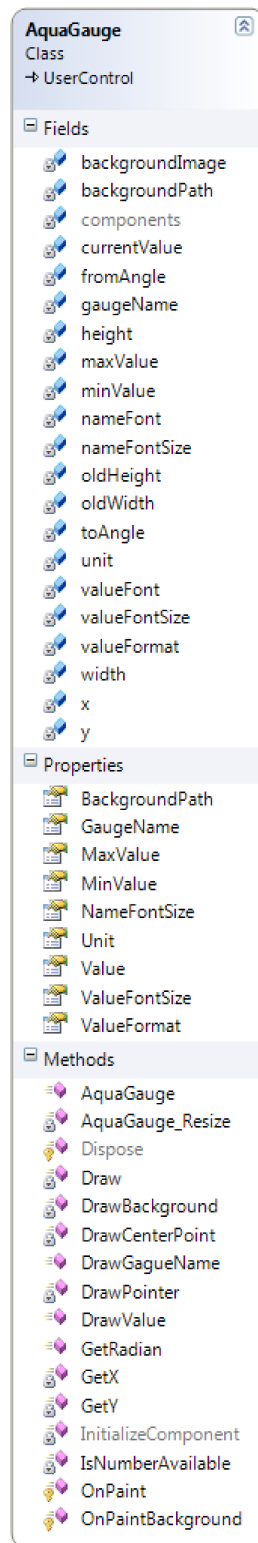 AquaGauge
Class
→ UserControl
Fields
backgroundImage
backgroundPath
components
currentValue
fromAngle
gaugeName
height
maxValue
minValue
nameFont
nameFontSize
oldHeight
oldWidth
toAngle
unit
valueFont
valueFontSize
valueFormat
width
x
y
Properties
BackgroundPath
GaugeName
MaxValue
MinValue
NameFontSize
Unit
Value
ValueFontSize
ValueFormat
Methods
AquaGauge
AquaGauge_Resize
Dispose
Draw
DrawBackground
DrawCenterPoint
DrawGagueName
DrawPointer
DrawValue
GetRadian
GetX
GetY
InitializeComponent
IsNumberAvailable
OnPaint
OnPaintBackground